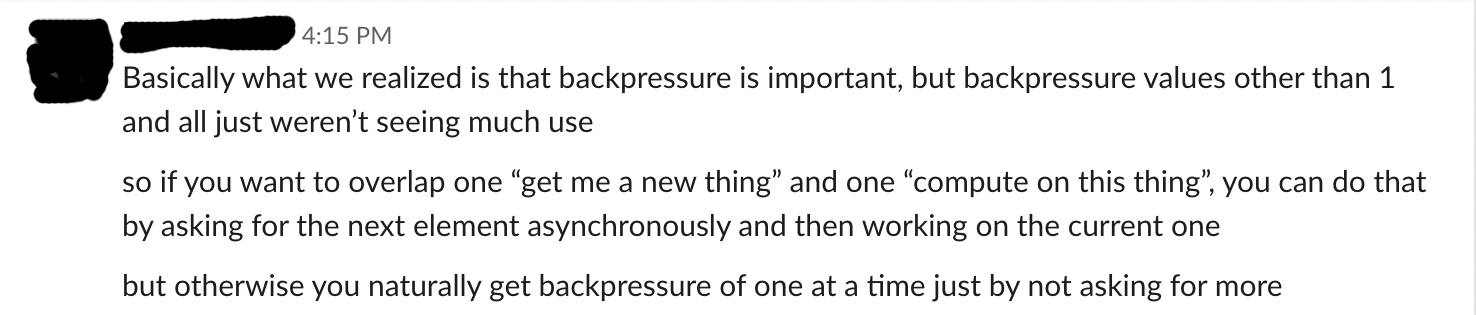 4:15 PM
Basically what we realized is that backpressure is important, but backpressure values other than 1
and all just weren’t seeing much use
so if you want to overlap one “get me a new thing” and one “compute on this thing”, you can do that
by asking for the next element asynchronously and then working on the current one
but otherwise you naturally get backpressure of one at a time just by not asking for more